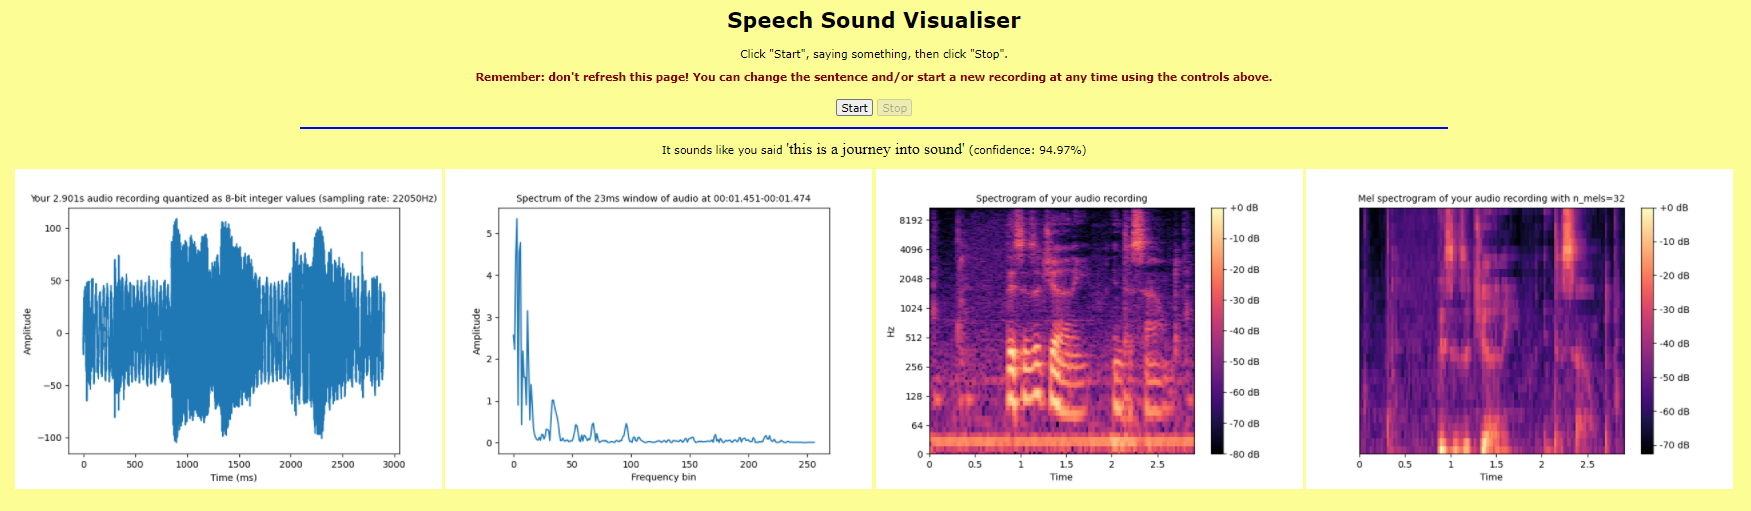 Speech Sound Visualiser
Click "Start", saying something, then click "Stop".
Remember: don't refresh this page! You can change the sentence and/or start a new recording at any time using the controls above.
Start Stop
It sounds like you said 'this is a journey into sound' (confidence: 94.97%)
Your 2.901s audio recording quantized as 8-bit integer values (sampling rate: 22050Hz)
100
50
0
−50
−100
Amplitude
0 500 1000 1500 2000 2500 3000
Time (ms)
Spectrum of the 23ms window of audio at 00:01.451-00:01.474
5
4
3
2
1
0
Amplitude
0 50 100 150 200 250
Frequency bin
Spectrogram of your audio recording
8192
4096
2048
1024
512
256
128
64
0
Hz
0 0.5 1 1.5 2 2.5
Time
+0 dB
-10 dB
-20 dB
-30 dB
-40 dB
-50 dB
-60 dB
-70 dB
-80 dB
Mel spectrogram of your audio recording with n_mels=32
0 0.5 1 1.5 2 2.5
Time
+0 dB
-10 dB
-20 dB
-30 dB
-40 dB
-50 dB
-60 dB
-70 dB